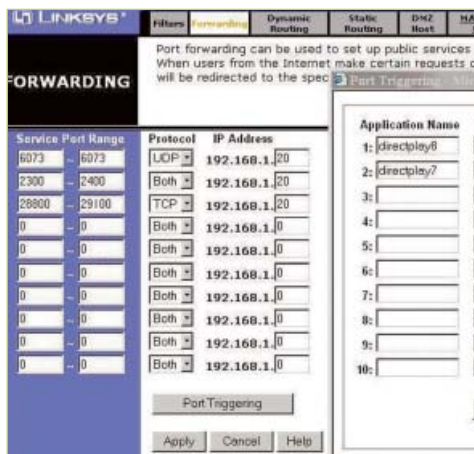 LINKSYS®
Filters Forwarding Dynamic Routing Static Routing DMZ Host
FORWARDING
Port forwarding can be used to set up public services
When users from the Internet make certain requests
will be redirected to the spec
Port Triggering
Service Port Range Protocol IP Address
6073 ~ 6073 UDP 192.168.1. 20
2300 ~ 2400 Both 192.168.1. 20
28800 ~ 29100 TCP 192.168.1. 20
0 ~ 0 Both 192.168.1. 0
0 ~ 0 Both 192.168.1. 0
0 ~ 0 Both 192.168.1. 0
0 ~ 0 Both 192.168.1. 0
0 ~ 0 Both 192.168.1. 0
0 ~ 0 Both 192.168.1. 0
0 ~ 0 Both 192.168.1. 0
Port Triggering
Apply Cancel Help
Application Name
1: directplay8
2: directplay7
3:
4:
5:
6:
7:
8:
9:
10: